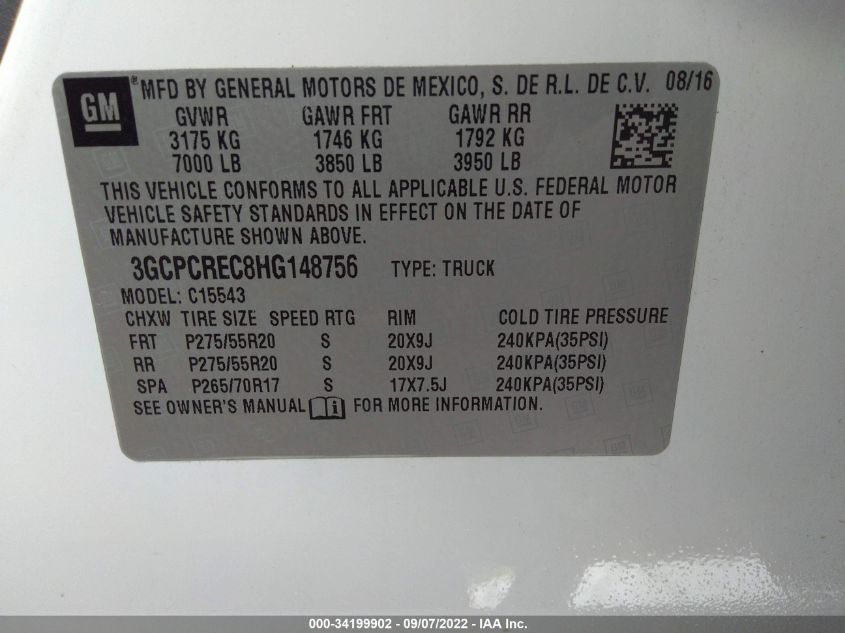 GM
® MFD BY GENERAL MOTORS DE MEXICO, S. DE R.L. DE C.V. 08/16
GVWR GAWR FRT GAWR RR
3175 KG 1746 KG 1792 KG
7000 LB 3850 LB 3950 LB
THIS VEHICLE CONFORMS TO ALL APPLICABLE U.S. FEDERAL MOTOR
VEHICLE SAFETY STANDARDS IN EFFECT ON THE DATE OF
MANUFACTURE SHOWN ABOVE.
3GCPCREC8HG148756 TYPE: TRUCK
MODEL: C15543
CHXW TIRE SIZE SPEED RTG RIM COLD TIRE PRESSURE
FRT P275/55R20 S 20X9J 240KPA(35PSI)
RR P275/55R20 S 20X9J 240KPA(35PSI)
SPA P265/70R17 S 17X7.5J 240KPA(35PSI)
SEE OWNER'S MANUAL FOR MORE INFORMATION.
000-34199902 - 09/07/2022 - IAAI Inc.